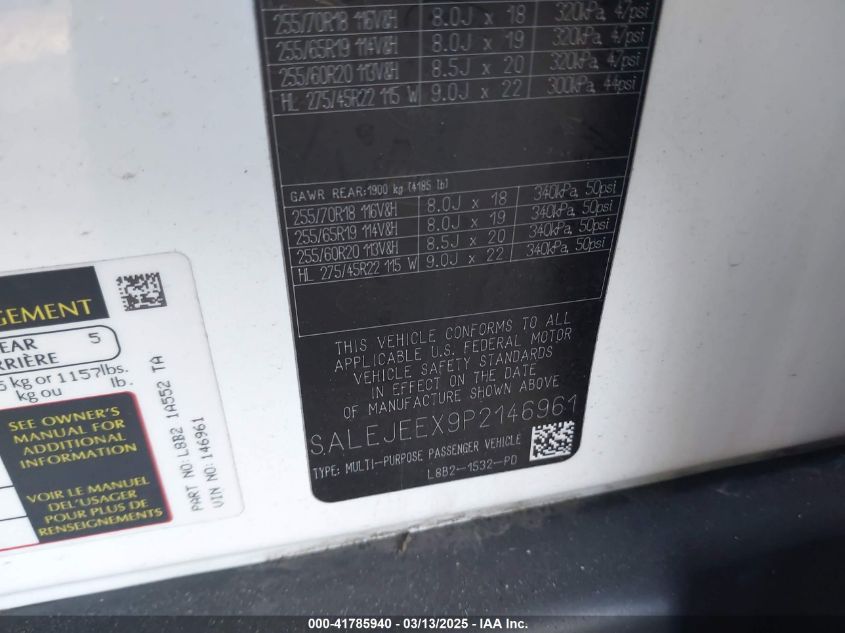 255/70R18 116V&H 8.0J x 18 320kPa, 47psi
255/65R19 114V&H 8.0J x 19 320kPa, 47psi
255/60R20 113V&H 8.5J x 20 320kPa, 47psi
HL 275/45R22 115 W 9.0J x 22 300kPa, 44psi
GAWR REAR:1900 kg (4185 lb)
255/70R18 116V&H 8.0J x 18 340kPa, 50psi
255/65R19 114V&H 8.0J x 19 340kPa, 50psi
255/60R20 113V&H 8.5J x 20 340kPa, 50psi
HL 275/45R22 115 W 9.0J x 22 340kPa, 50psi
THIS VEHICLE CONFORMS TO ALL
APPLICABLE U.S. FEDERAL MOTOR
VEHICLE SAFETY STANDARDS
IN EFFECT ON THE DATE
OF MANUFACTURE SHOWN ABOVE
SALEJEEX9P2146961
TYPE: MULTI-PURPOSE PASSENGER VEHICLE
L8B2-1532-PD
GEMENT
EAR 5
RRIÈRE
kg or 1157lbs.
kg ou lb.
SEE OWNER'S
MANUAL FOR
ADDITIONAL
INFORMATION
VOIR LE MANUEL
DEL'USAGER
POUR PLUS DE
RENSEIGNEMENTS
PART NO: L8B2 1A552 TA
VIN NO: 146961
000-41785940 - 03/13/2025 - IAA Inc.